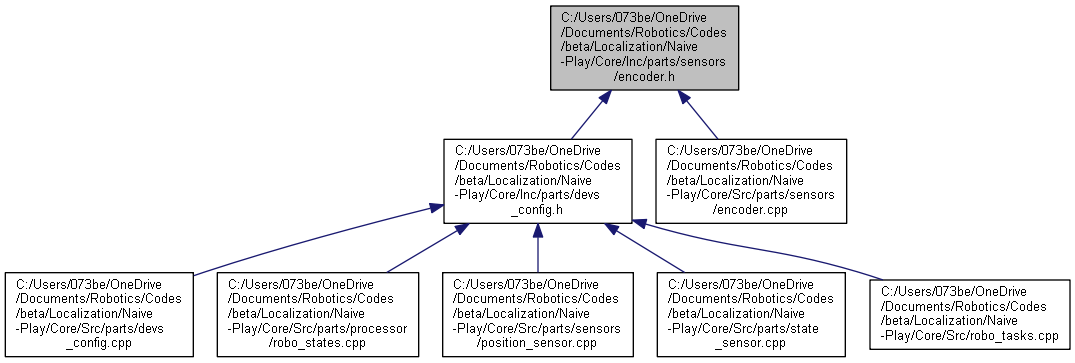 C:/Users/073be/OneDrive
/Documents/Robotics/Codes
/beta/Localization/Naive
-Play/Core/Inc/parts/sensors
/encoder.h
C:/Users/073be/OneDrive
/Documents/Robotics/Codes
/beta/Localization/Naive
-Play/Core/Inc/parts/devs
_config.h
C:/Users/073be/OneDrive
/Documents/Robotics/Codes
/beta/Localization/Naive
-Play/Core/Src/parts/sensors
/encoder.cpp
C:/Users/073be/OneDrive
/Documents/Robotics/Codes
/beta/Localization/Naive
-Play/Core/Src/parts/devs
_config.cpp
C:/Users/073be/OneDrive
/Documents/Robotics/Codes
/beta/Localization/Naive
-Play/Core/Src/parts/processor
/robo_states.cpp
C:/Users/073be/OneDrive
/Documents/Robotics/Codes
/beta/Localization/Naive
-Play/Core/Src/parts/sensors
/position_sensor.cpp
C:/Users/073be/OneDrive
/Documents/Robotics/Codes
/beta/Localization/Naive
-Play/Core/Src/parts/state
_sensor.cpp
C:/Users/073be/OneDrive
/Documents/Robotics/Codes
/beta/Localization/Naive
-Play/Core/Src/robo_tasks.cpp